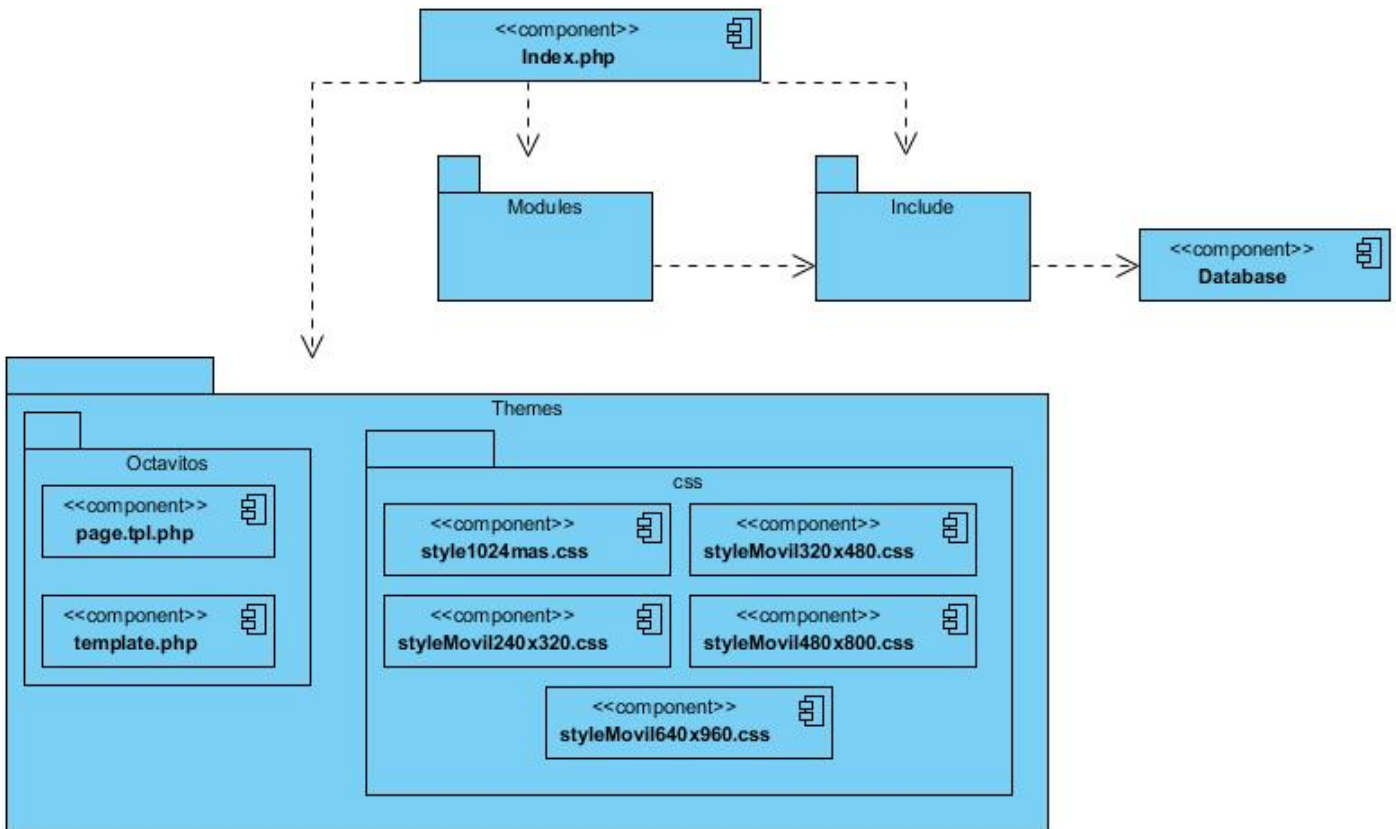 <<component>>
Index.php
Modules
Include
<<component>>
Database
Themes
Octavitos
<<component>>
page.tpl.php
<<component>>
template.php
css
<<component>>
style1024mas.css
<<component>>
styleMovil320x480.css
<<component>>
styleMovil240x320.css
<<component>>
styleMovil480x800.css
<<component>>
styleMovil640x960.css